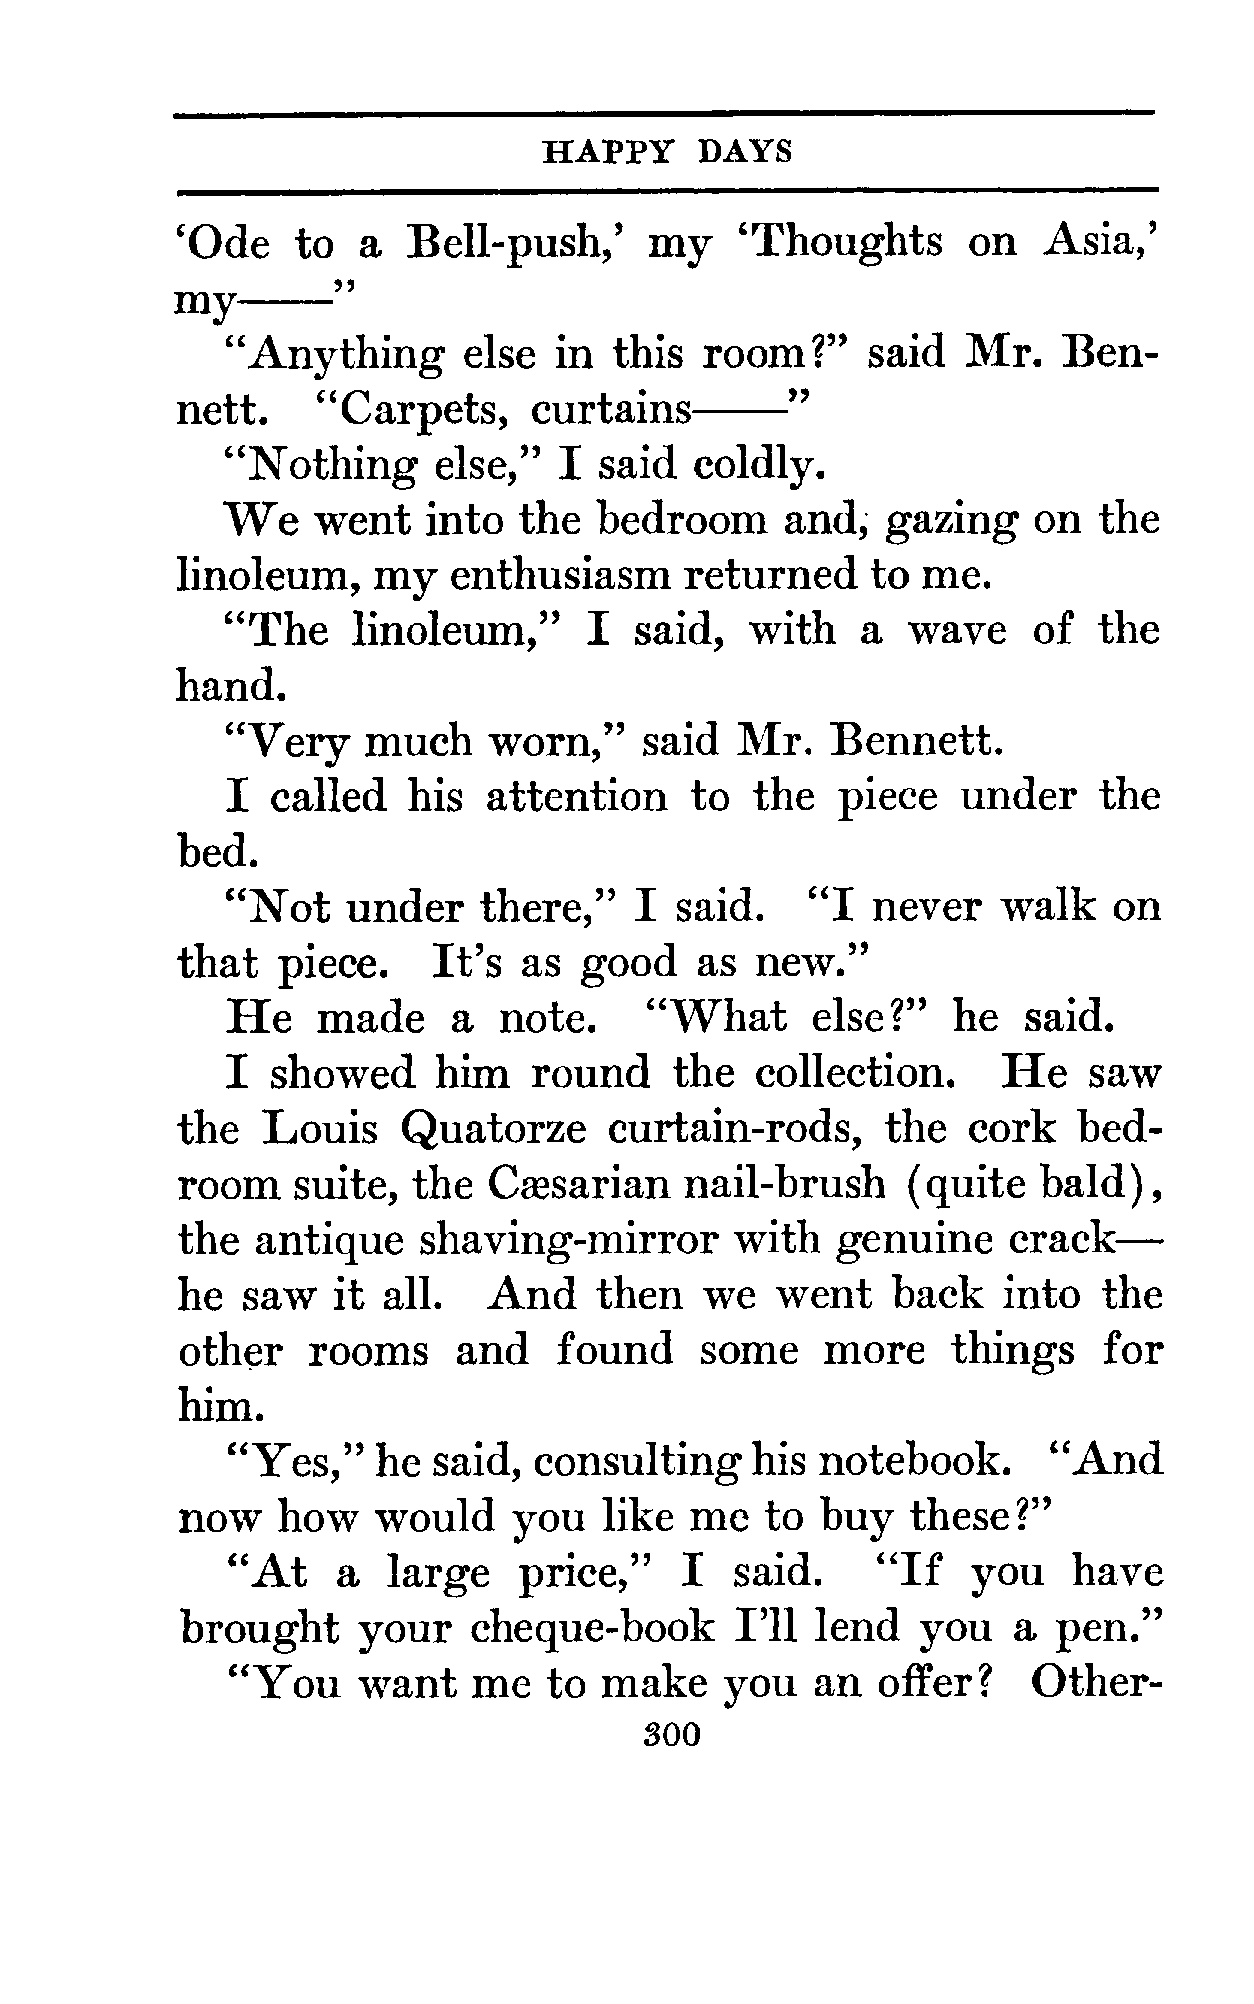 HAPPY DAYS
‘Ode to a Bell-push,’ my ‘Thoughts on Asia,’
my——”
“Anything else in this room?” said Mr. Ben-
nett. “Carpets, curtains——”
“Nothing else,” I said coldly.
We went into the bedroom and, gazing on the
linoleum, my enthusiasm returned to me.
“The linoleum,” I said, with a wave of the
hand.
“Very much worn,” said Mr. Bennett.
I called his attention to the piece under the
bed.
“Not under there,” I said. “I never walk on
that piece. It’s as good as new.”
He made a note. “What else?” he said.
I showed him round the collection. He saw
the Louis Quatorze curtain-rods, the cork bed-
room suite, the Cæsarian nail-brush (quite bald),
the antique shaving-mirror with genuine crack—
he saw it all. And then we went back into the
other rooms and found some more things for
him.
“Yes,” he said, consulting his notebook. “And
now how would you like me to buy these?”
“At a large price,” I said. “If you have
brought your cheque-book I’ll lend you a pen.”
“You want me to make you an offer? Other-
300